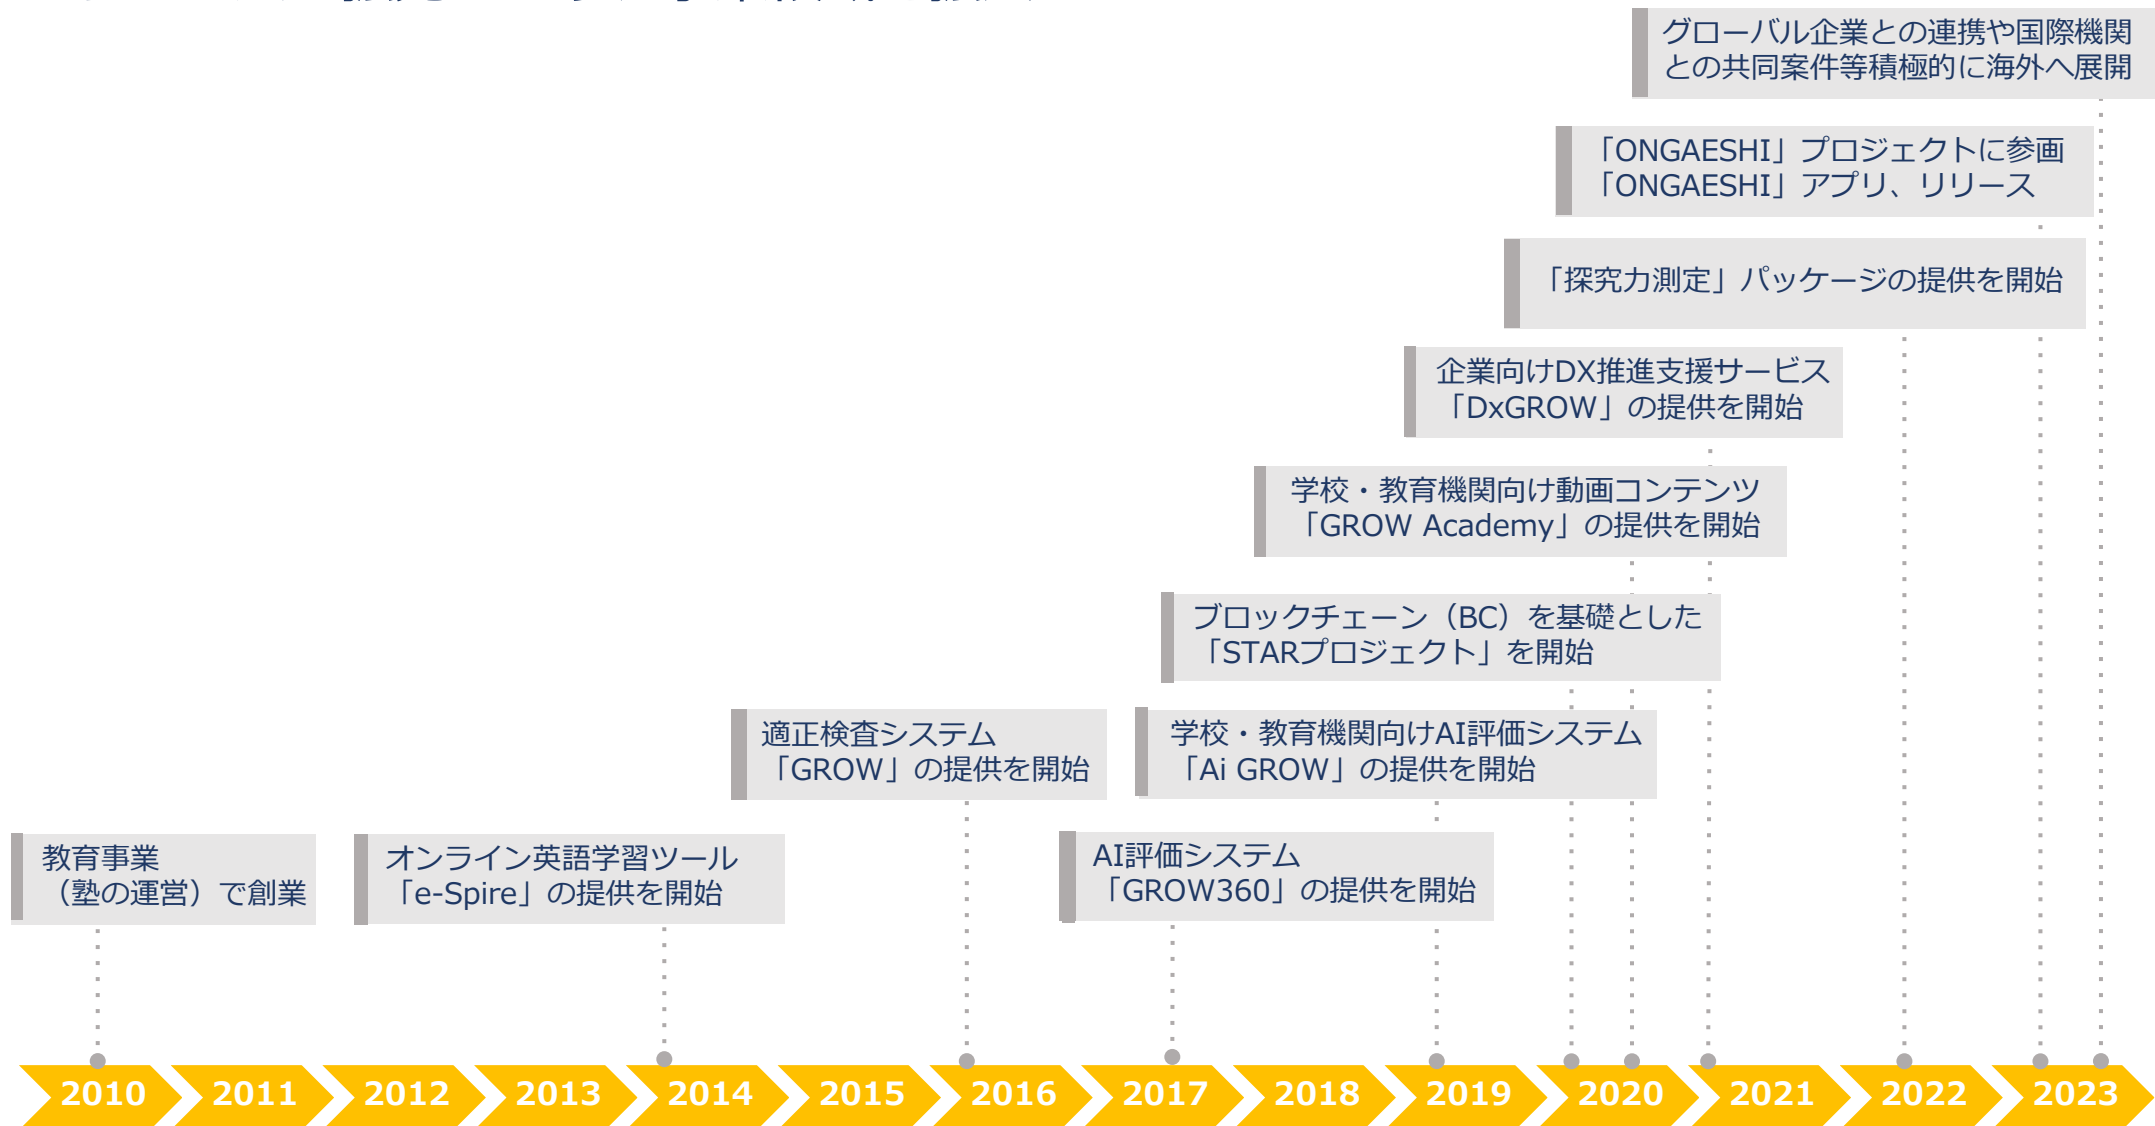 グローバル企業との連携や国際機関
との共同案件等積極的に海外へ展開
「ONGAESHI」プロジェクトに参画
「ONGAESHI」アプリ、リリース
「探究力測定」パッケージの提供を開始
企業向けDX推進支援サービス
「DxGROW」の提供を開始
学校・教育機関向け動画コンテンツ
「GROW Academy」の提供を開始
ブロックチェーン（BC）を基礎とした
「STARプロジェクト」を開始
適正検査システム
「GROW」の提供を開始
学校・教育機関向けAI評価システム
「Ai GROW」の提供を開始
教育事業
（塾の運営）で創業
オンライン英語学習ツール
「e-Spire」の提供を開始
AI評価システム
「GROW360」の提供を開始
2010 2011 2012 2013 2014 2015 2016 2017 2018 2019 2020 2021 2022 2023